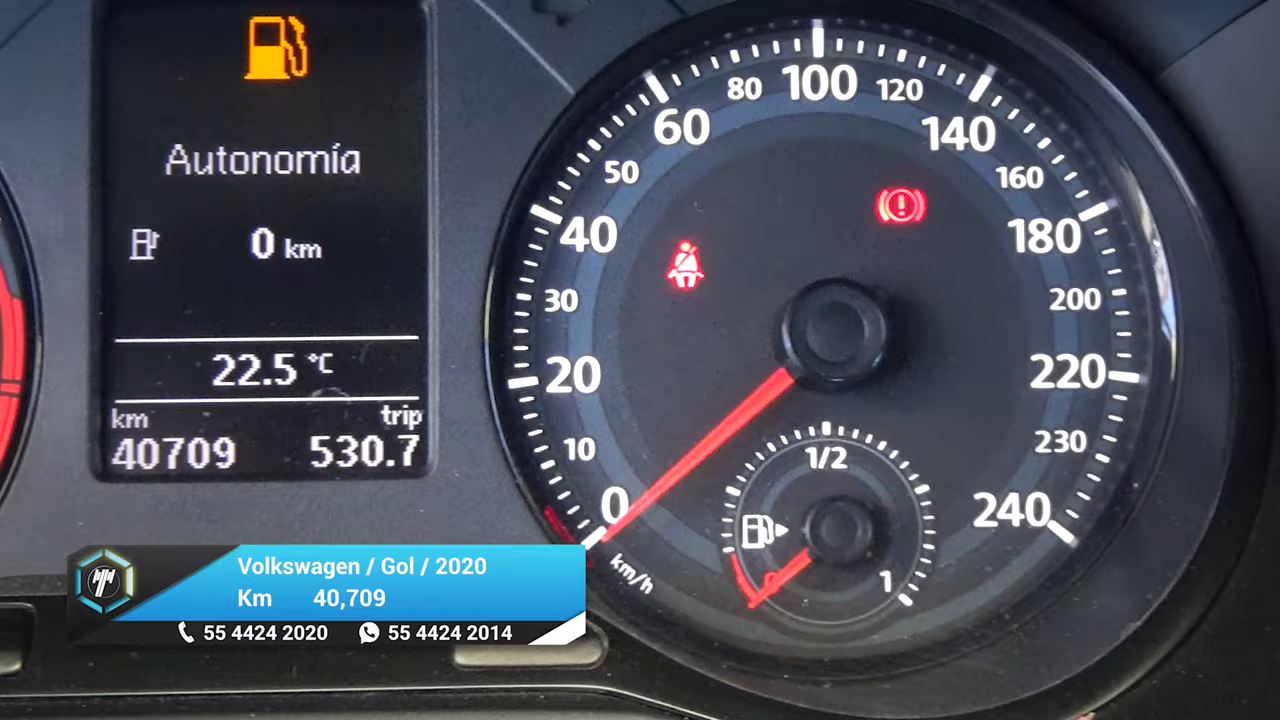 Autonomía
0 km
22.5 °C
km trip
40709 530.7
0
10
20
30
40
50
60
80
100
120
140
160
180
200
220
230
240
km/h
1/2
1
Volkswagen / Gol / 2020
Km 40,709
55 4424 2020 55 4424 2014